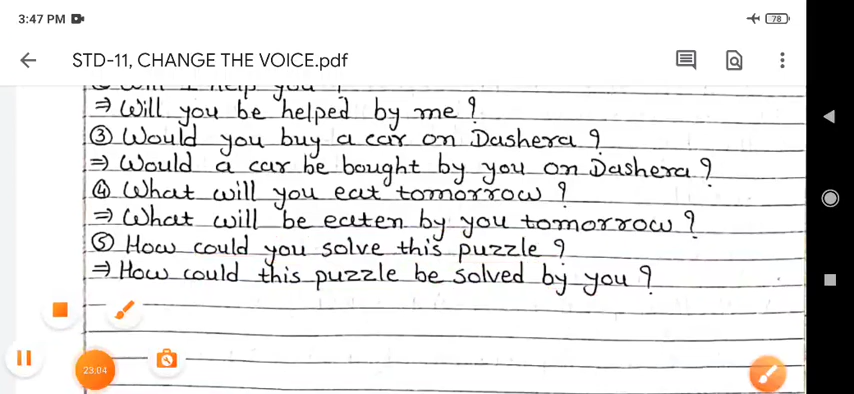 3:47 PM
78
STD-11, CHANGE THE VOICE.pdf
Will I help you ?
⇒ Will you be helped by me ?
③ Would you buy a car on Dashera ?
⇒ Would a car be bought by you on Dashera ?
④ What will you eat tomorrow ?
⇒ What will be eaten by you tomorrow ?
⑤ How could you solve this puzzle ?
⇒ How could this puzzle be solved by you ?
23:04